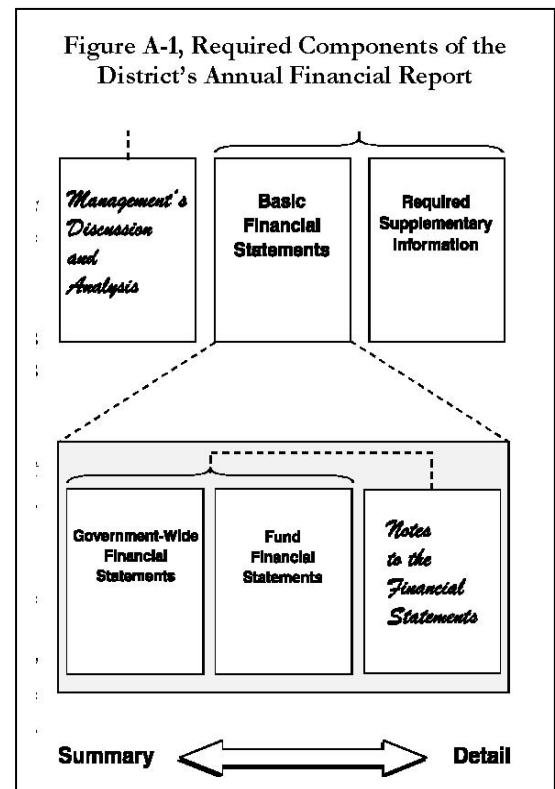 Figure A-1, Required Components of the
District's Annual Financial Report
Management's
Discussion
and
Analysis
Basic
Financial
Statements
Required
Supplementary
Information
Government-Wide
Financial
Statements
Fund
Financial
Statements
Notes
to the
Financial
Statements
Summary
Detail